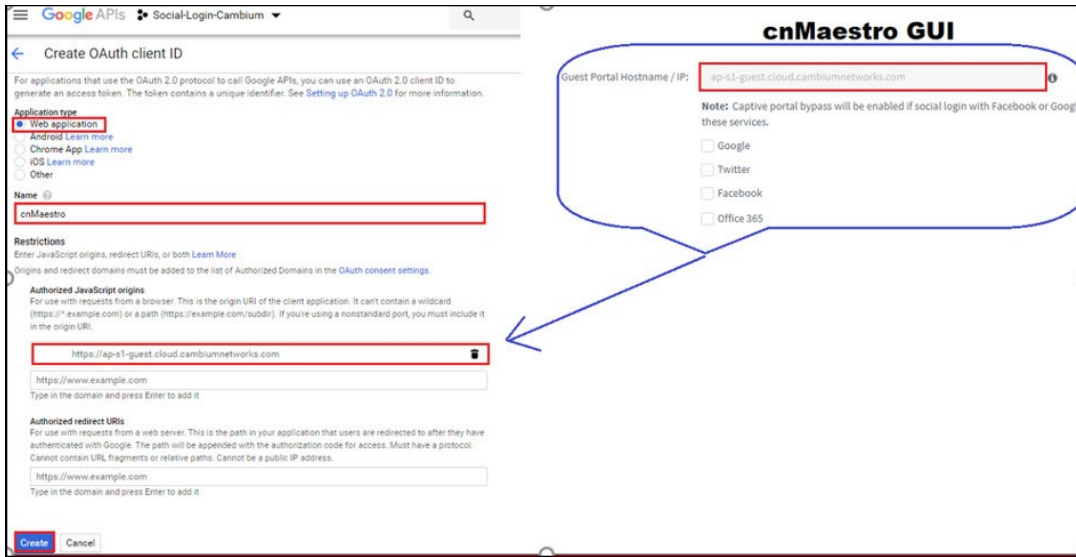 Google APIs Social-Login-Cambium
Create OAuth client ID
For applications that use the OAuth 2.0 protocol to call Google APIs, you can use an OAuth 2.0 client ID to
generate an access token. The token contains a unique identifier. See Setting up OAuth 2.0 for more information.
Application type
Web application
Android Learn more
Chrome App Learn more
iOS Learn more
Other
Name
cnMaestro
Restrictions
Enter JavaScript origins, redirect URIs, or both Learn More
Origins and redirect domains must be added to the list of Authorized Domains in the OAuth consent settings.
Authorized JavaScript origins
For use with requests from a browser. This is the origin URI of the client application. It can't contain a wildcard
(https://*.example.com) or a path (https://example.com/subdir). If you're using a nonstandard port, you must include it
in the origin URI.
https://ap-s1-guest.cloud.cambiumnetworks.com
https://www.example.com
Type in the domain and press Enter to add it
Authorized redirect URIs
For use with requests from a web server. This is the path in your application that users are redirected to after they have
authenticated with Google. The path will be appended with the authorization code for access. Must have a protocol.
Cannot contain URL fragments or relative paths. Cannot be a public IP address.
https://www.example.com
Type in the domain and press Enter to add it
Create Cancel
cnMaestro GUI
Guest Portal Hostname / IP: ap-s1-guest.cloud.cambiumnetworks.com
Note: Captive portal bypass will be enabled if social login with Facebook or Googl
these services.
Google
Twitter
Facebook
Office 365